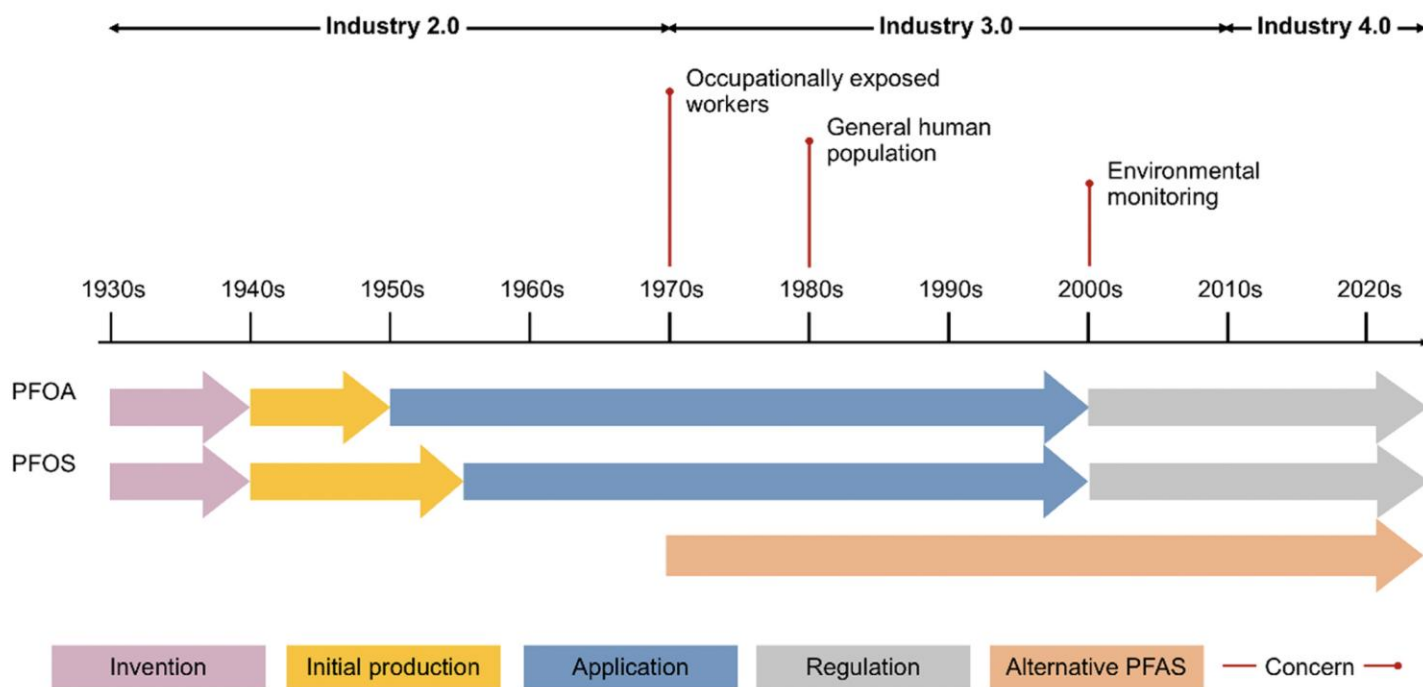 Industry 2.0 Industry 3.0 Industry 4.0
Occupationally exposed
workers
General human
population
Environmental
monitoring
1930s 1940s 1950s 1960s 1970s 1980s 1990s 2000s 2010s 2020s
PFOA
PFOS
Invention Initial production Application Regulation Alternative PFAS Concern